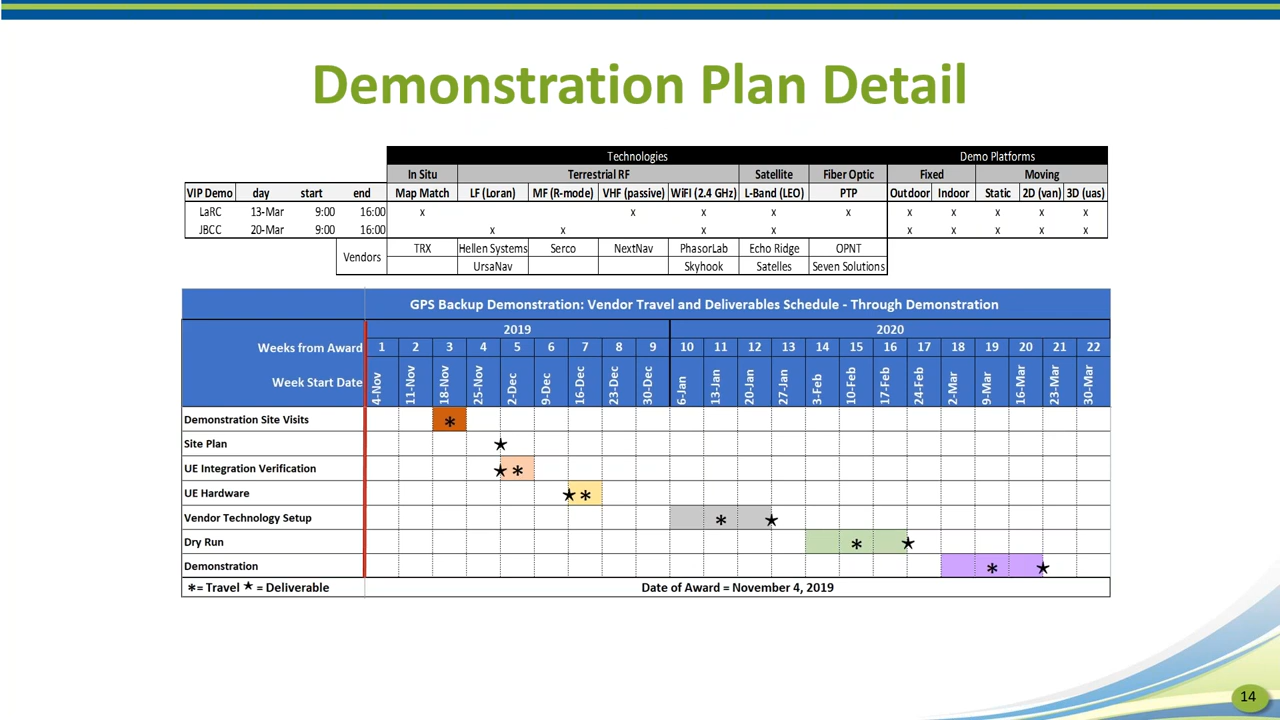 Demonstration Plan Detail
Technologies Demo Platforms
In Situ Terrestrial RF Satellite Fiber Optic Fixed Moving
VIP Demo day start end Map Match LF (Loran) MF (R-mode) VHF (passive) WiFI (2.4 GHz) L-Band (LEO) PTP Outdoor Indoor Static 2D (van) 3D (uas)
LaRC 13-Mar 9:00 16:00 x x x x x x x x x x
JBCC 20-Mar 9:00 16:00 x x x x x x x x x
Vendors TRX Hellen Systems Serco NextNav PhasorLab Echo Ridge OPNT
UrsaNav Skyhook Satelles Seven Solutions
GPS Backup Demonstration: Vendor Travel and Deliverables Schedule - Through Demonstration
2019 2020
Weeks from Award 1 2 3 4 5 6 7 8 9 10 11 12 13 14 15 16 17 18 19 20 21 22
Week Start Date 4-Nov 11-Nov 18-Nov 25-Nov 2-Dec 9-Dec 16-Dec 23-Dec 30-Dec 6-Jan 13-Jan 20-Jan 27-Jan 3-Feb 10-Feb 17-Feb 24-Feb 2-Mar 9-Mar 16-Mar 23-Mar 30-Mar
Demonstration Site Visits *
Site Plan ★
UE Integration Verification ★ *
UE Hardware ★ *
Vendor Technology Setup * ★
Dry Run * ★
Demonstration * ★
*= Travel ★ = Deliverable Date of Award = November 4, 2019
14